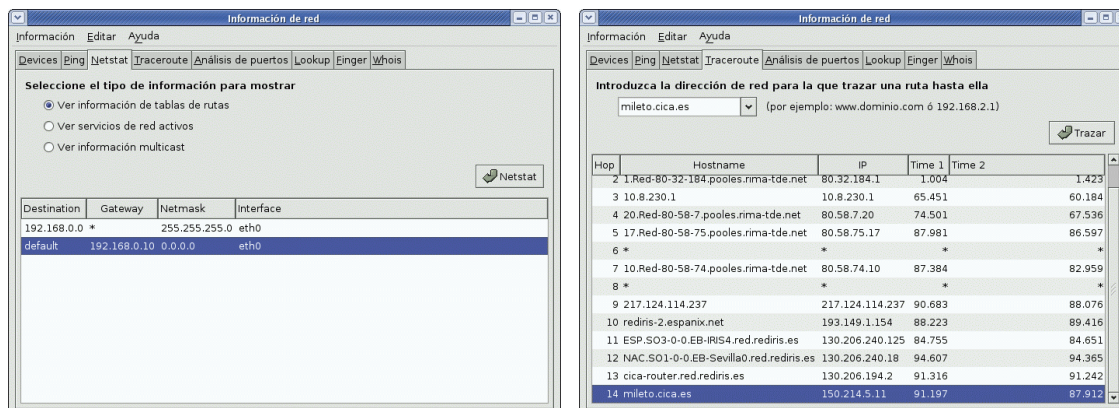 Información de red
Información Editar Ayuda
Devices Ping Netstat Traceroute Análisis de puertos Lookup Finger Whois
Seleccione el tipo de información para mostrar
Ver información de tablas de rutas
Ver servicios de red activos
Ver información multicast
Netstat
Destination Gateway Netmask Interface
192.168.0.0 * 255.255.255.0 eth0
default 192.168.0.10 0.0.0.0 eth0
Información de red
Información Editar Ayuda
Devices Ping Netstat Traceroute Análisis de puertos Lookup Finger Whois
Introduzca la dirección de red para la que trazar una ruta hasta ella
mileto.cica.es (por ejemplo: www.dominio.com ó 192.168.2.1)
Trazar
Hop Hostname IP Time 1 Time 2
2 1.Red-80-32-184.pooles.rima-tde.net 80.32.184.1 1.004 1.423
3 10.8.230.1 10.8.230.1 65.451 60.184
4 20.Red-80-58-7.pooles.rima-tde.net 80.58.7.20 74.501 67.536
5 17.Red-80-58-75.pooles.rima-tde.net 80.58.75.17 87.981 86.597
6 * * * *
7 10.Red-80-58-74.pooles.rima-tde.net 80.58.74.10 87.384 82.959
8 * * * *
9 217.124.114.237 217.124.114.237 90.683 88.076
10 rediris-2.espanix.net 193.149.1.154 88.223 89.416
11 ESP.SO3-0-0.EB-IRIS4.red.rediris.es 130.206.240.125 84.755 84.651
12 NAC.SO1-0-0.EB-Sevilla0.red.rediris.es 130.206.240.18 94.607 94.365
13 cica-router.red.rediris.es 130.206.194.2 91.316 91.242
14 mileto.cica.es 150.214.5.11 91.197 87.912